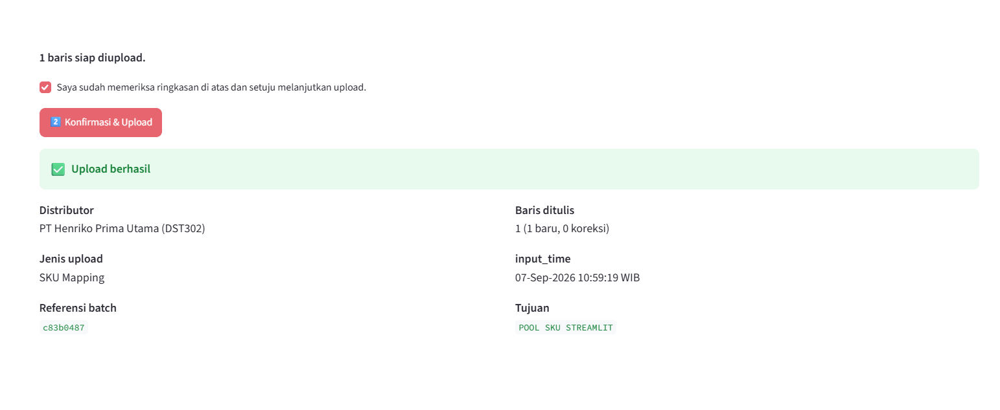 1 baris siap diupload.
Saya sudah memeriksa ringkasan di atas dan setuju melanjutkan upload.
2 Konfirmasi & Upload
Upload berhasil
Distributor
PT Henriko Prima Utama (DST302)
Jenis upload
SKU Mapping
Referensi batch
c83b0487
Baris ditulis
1 (1 baru, 0 koreksi)
input_time
07-Sep-2026 10:59:19 WIB
Tujuan
POOL SKU STREAMLIT